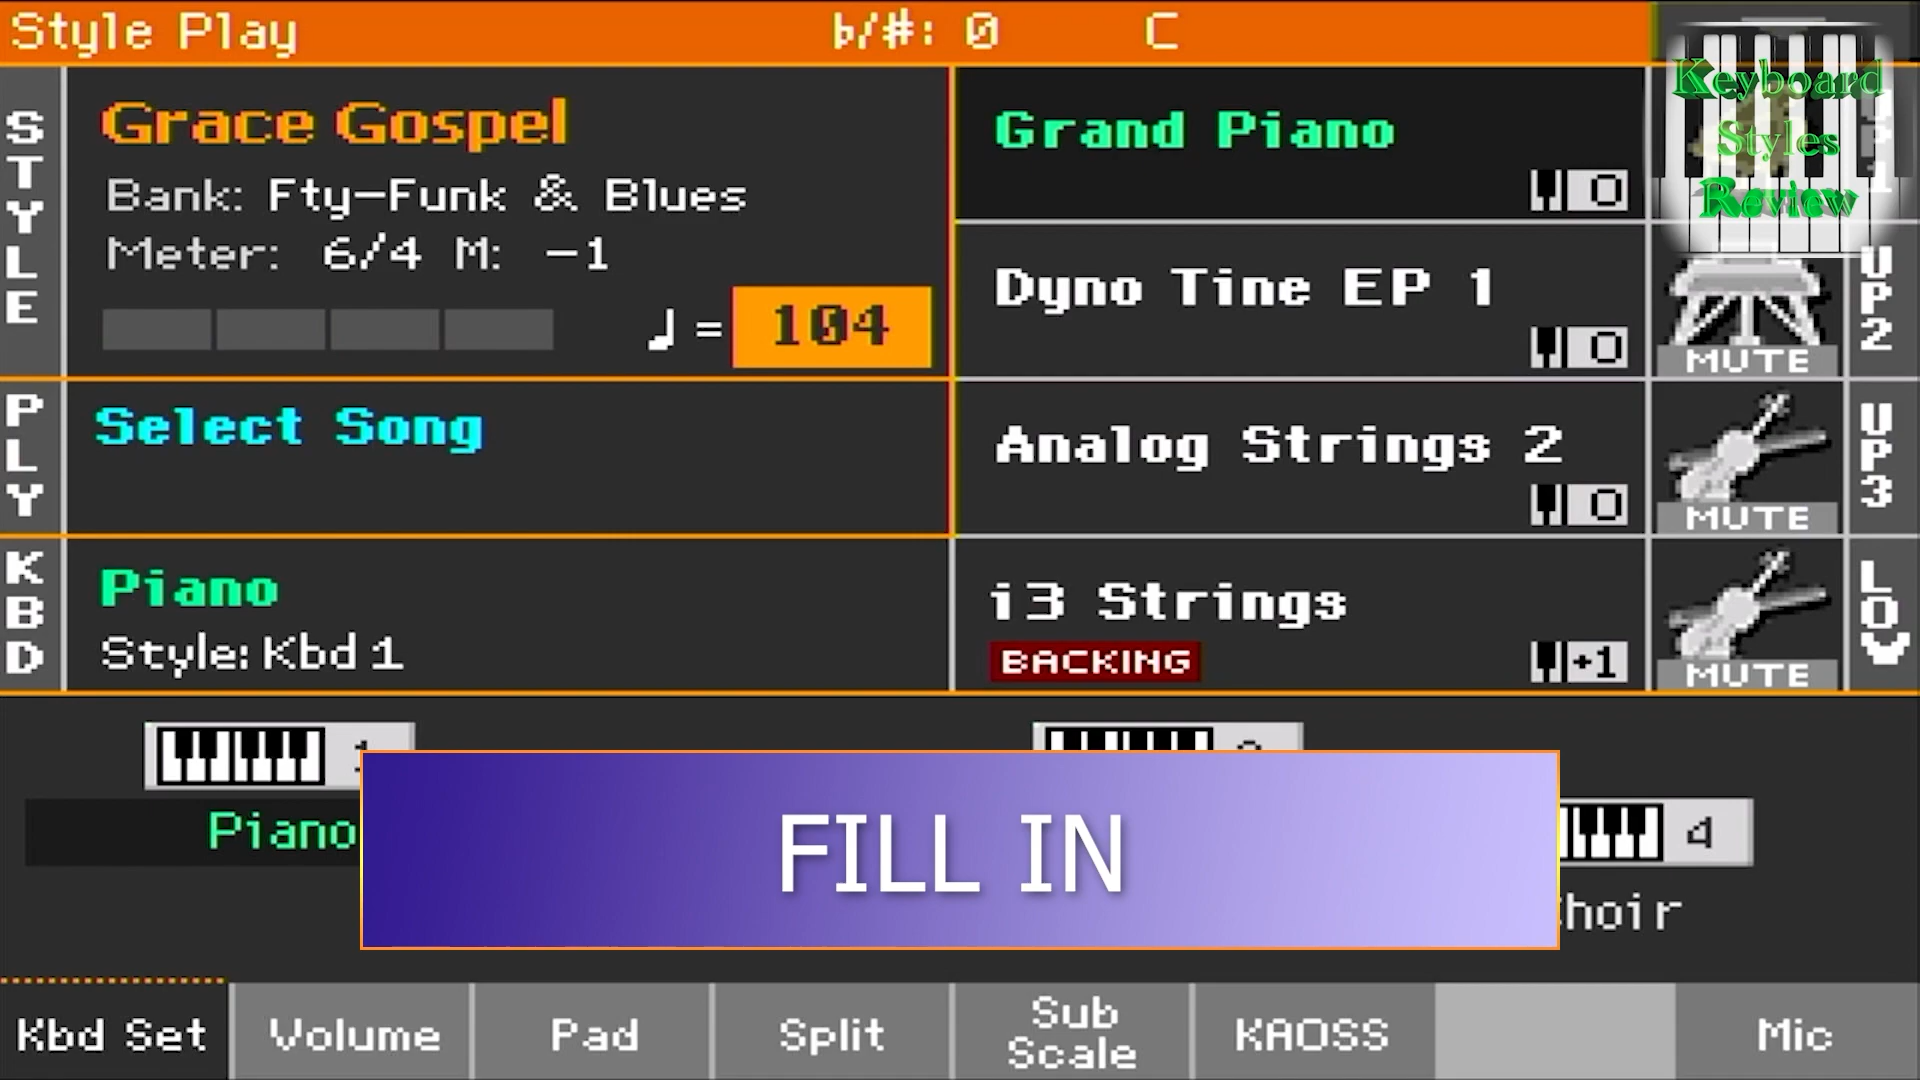 Style Play ♭/#: 0 C
Keyboard
Styles
Review
STYLE
Grace Gospel
Bank: Fty-Funk & Blues
Meter: 6/4 M: -1
♩ = 104
Grand Piano
0
Dyno Tine EP 1
0
MUTE
UP2
PLY
Select Song
Analog Strings 2
0
MUTE
UP3
KBD
Piano
Style: Kbd 1
i3 Strings
BACKING
+1
MUTE
LOW
Piano
FILL IN
4
Kbd Set
Volume
Pad
Split
Sub
Scale
KAOSS
Mic